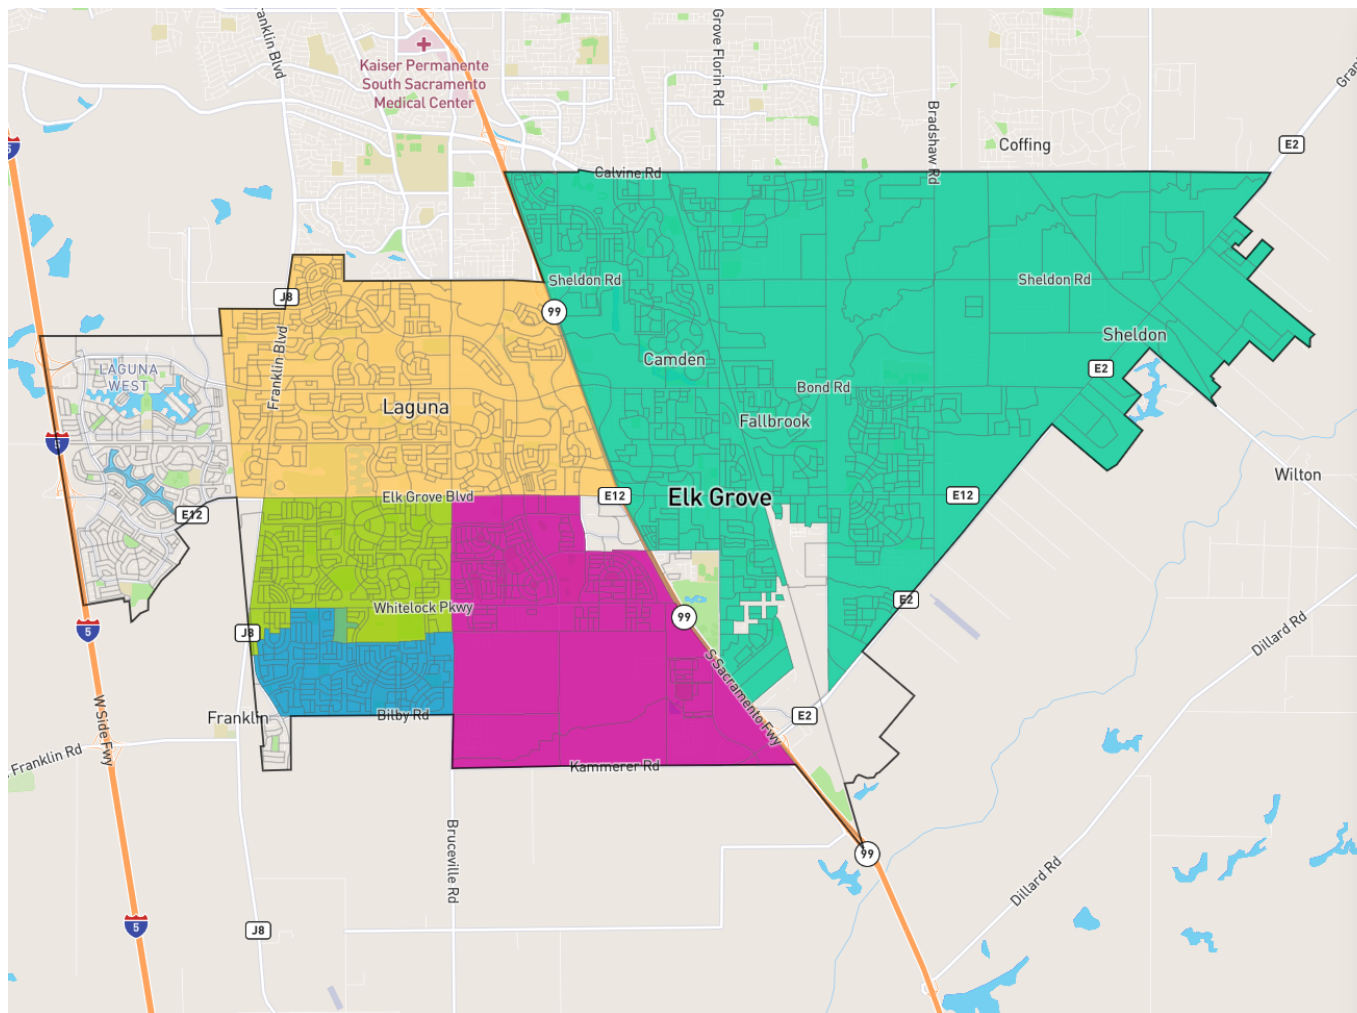 Franklin Blvd
Grove Florin Rd
Kaiser Permanente
South Sacramento
Medical Center
Bradshaw Rd
Coffing
E2
5
Calvine Rd
Sheldon Rd
Sheldon Rd
J8
99
Sheldon
Franklin Blvd
Camden
E2
LAGUNA
WEST
Bond Rd
Laguna
Fallbrook
5
Wilton
Elk Grove Blvd
E12
Elk Grove
E12
E12
Whitelock Pkwy
E2
99
J8
5
Dillard Rd
S Sacramento Fwy
W Side Fwy
Franklin
Bilby Rd
E2
Franklin Rd
Kammerer Rd
Bruceville Rd
99
Dillard Rd
5
J8